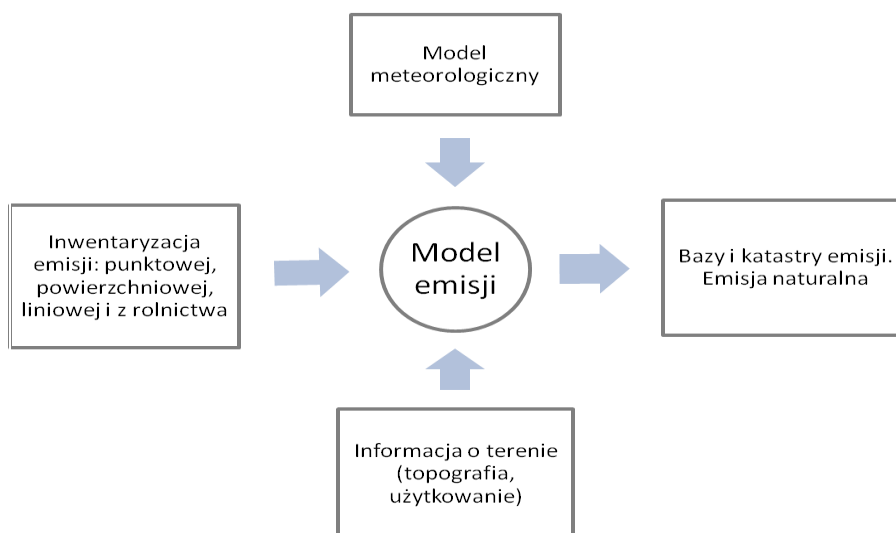 Model
meteorologiczny
Inwentaryzacja
emisji: punktowej,
powierzchniowej,
liniowej i z rolnictwa
Model
emisji
Bazy i katastry emisji.
Emisja naturalna
Informacja o terenie
(topografia,
użytkowanie)